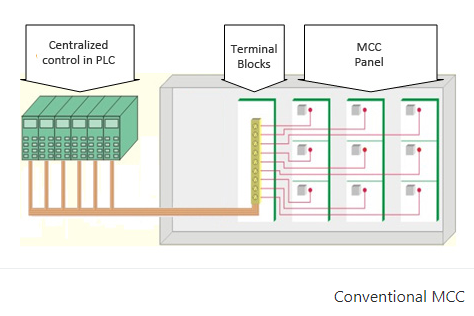 Centralized
control in PLC
Terminal
Blocks
MCC
Panel
Conventional MCC